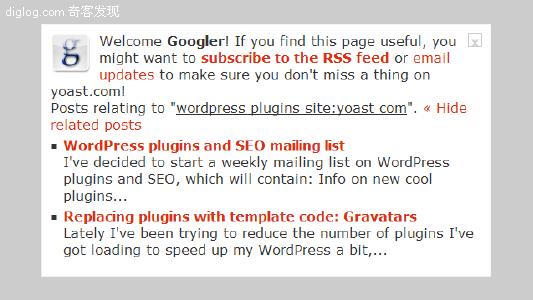 diglog.com 奇客发现
Welcome Googler! If you find this page useful, you
might want to subscribe to the RSS feed or email
updates to make sure you don't miss a thing on
yoast.com!
Posts relating to "wordpress plugins site:yoast com". « Hide
related posts
WordPress plugins and SEO mailing list
I've decided to start a weekly mailing list on WordPress
plugins and SEO, which will contain: Info on new cool
plugins...
Replacing plugins with template code: Gravatars
Lately I've been trying to reduce the number of plugins I've
got loading to speed up my WordPress a bit,...